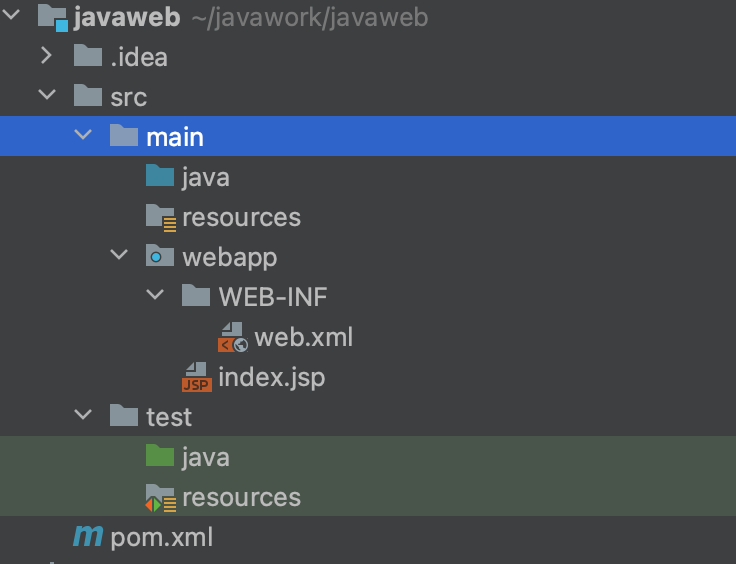 javaweb ~/javawork/javaweb
.idea
src
main
java
resources
webapp
WEB-INF
web.xml
JSP index.jsp
test
java
resources
m pom.xml